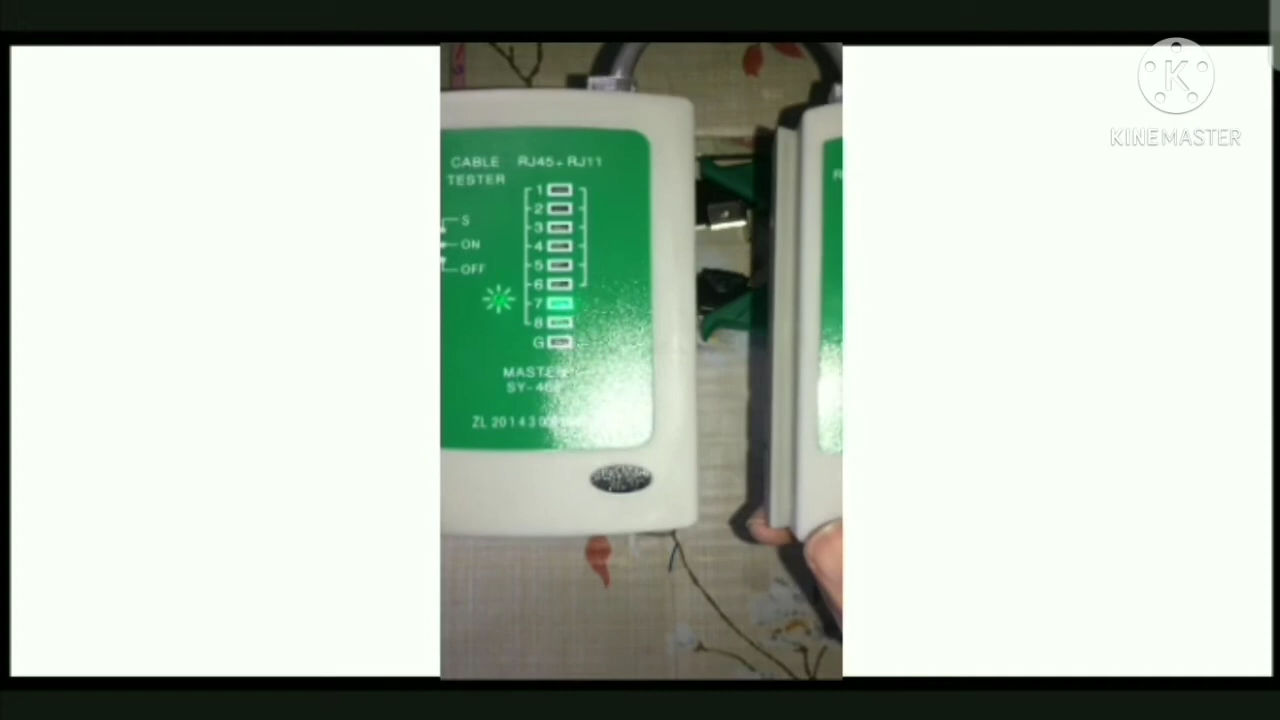 K
KINEMASTER
CABLE TESTER
RJ45+RJ11
1
2
3
4
5
6
7
8
G
S
ON
OFF
MASTER